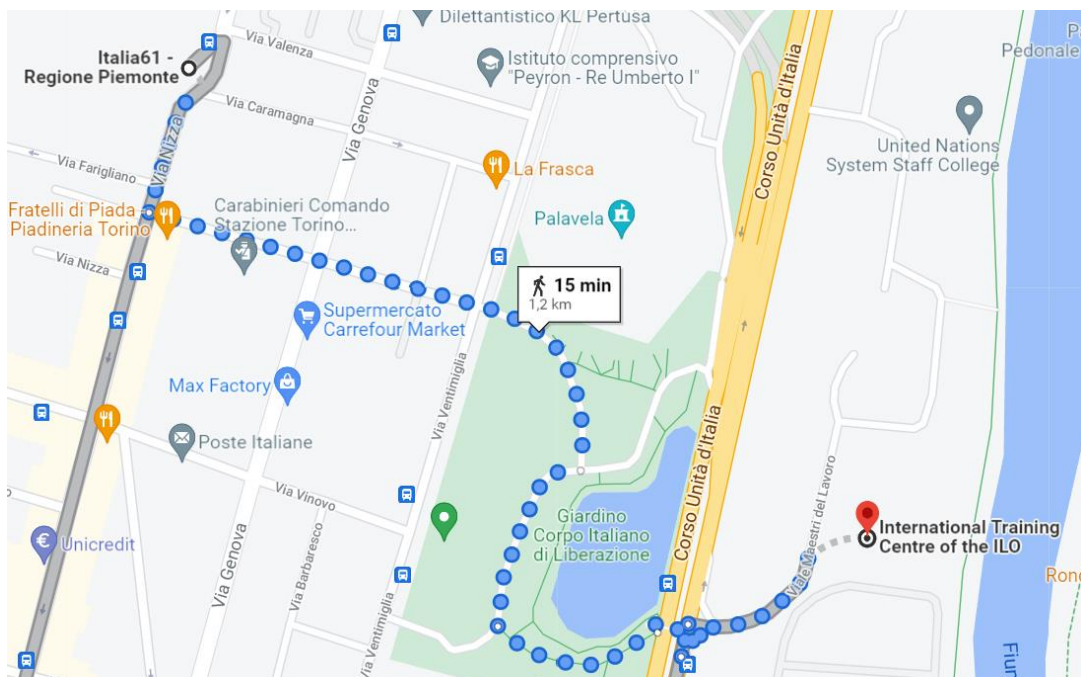 Dilettantistico KL Pertusa
Italia61 -
Regione Piemonte
Via Valenza
Istituto comprensivo
"Peyron - Re Umberto I"
Pedonale
Via Caramagna
Via Genova
Corso Unità d'Italia
United Nations
System Staff College
Via Nizza
Via Farigliano
La Frasca
Fratelli di Piada -
Piadineria Torino
Carabinieri Comando
Stazione Torino...
Palavela
Via Nizza
15 min
1,2 km
Supermercato
Carrefour Market
Max Factory
Via Ventimiglia
Poste Italiane
Via Vinovo
Corso Unità d'Italia
Viale Maestri del Lavoro
Giardino
Corpo Italiano
di Liberazione
International Training
Centre of the ILO
€ Unicredit
Via Genova
Via Barbaresco
Via Ventimiglia